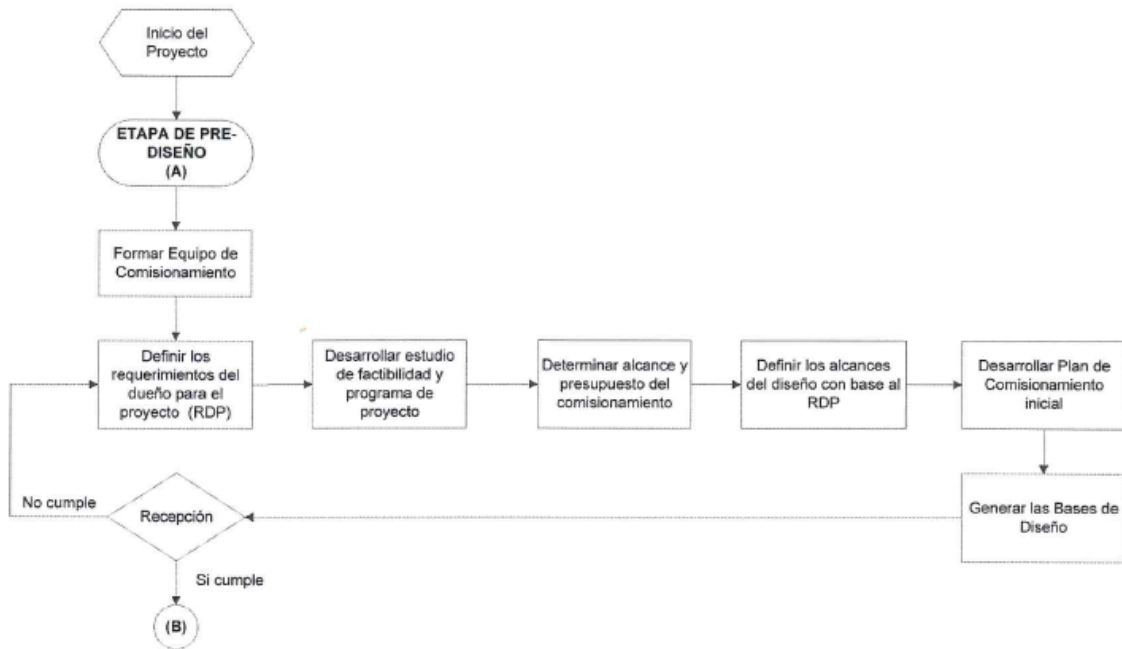 Inicio del
Proyecto
ETAPA DE PRE-
DISEÑO
(A)
Formar Equipo de
Comisionamiento
Definir los
requerimientos del
dueño para el
proyecto (RDP)
Desarrollar estudio
de factibilidad y
programa de
proyecto
Determinar alcance y
presupuesto del
comisionamiento
Definir los alcances
del diseño con base al
RDP
Desarrollar Plan de
Comisionamiento
inicial
Generar las Bases de
Diseño
Recepción
No cumple
Si cumple
(B)